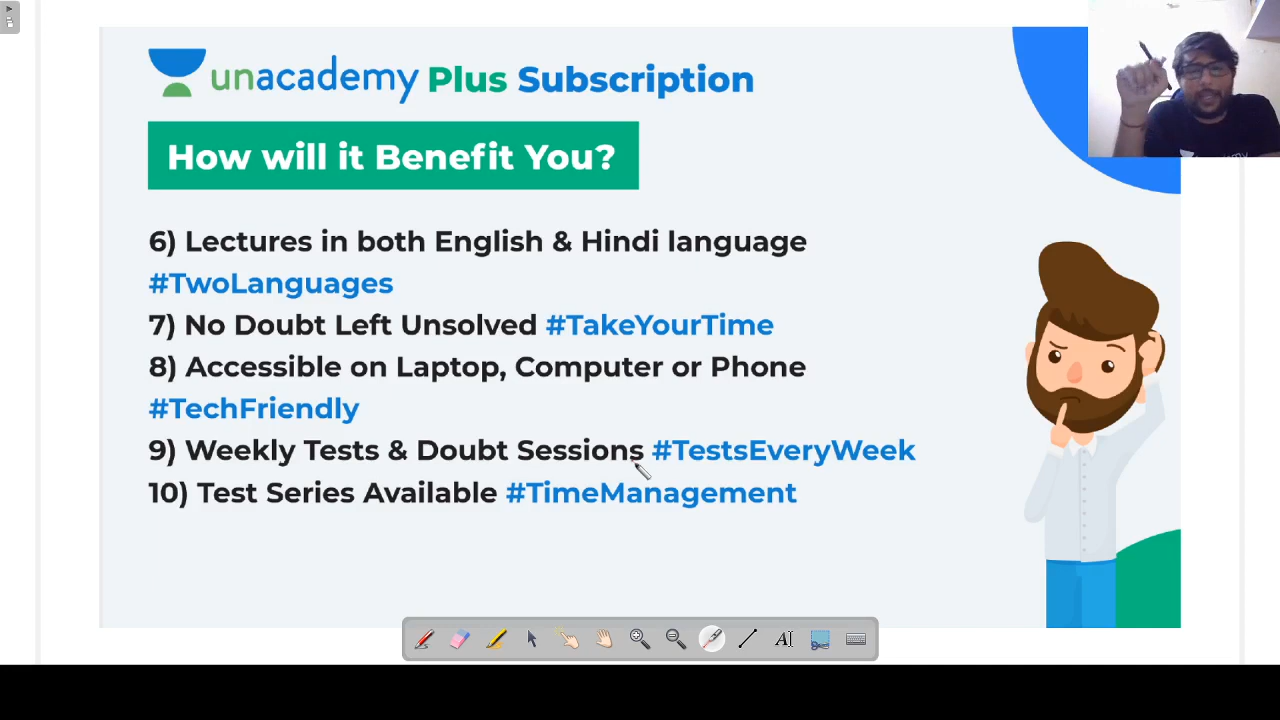 unacademy Plus Subscription
How will it Benefit You?
6) Lectures in both English & Hindi language
#TwoLanguages
7) No Doubt Left Unsolved #TakeYourTime
8) Accessible on Laptop, Computer or Phone
#TechFriendly
9) Weekly Tests & Doubt Sessions #TestsEveryWeek
10) Test Series Available #TimeManagement